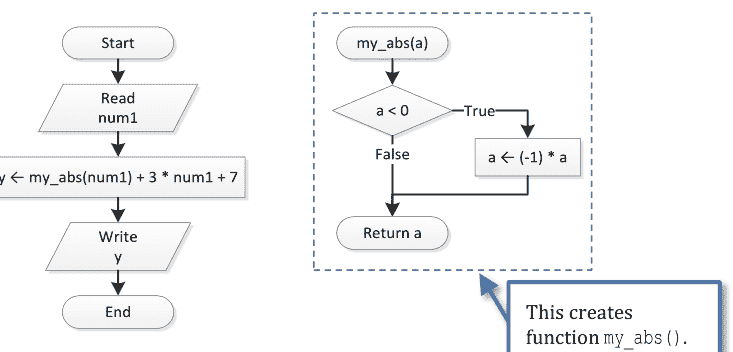 Start
Read
num1
y ← my_abs(num1) + 3 * num1 + 7
Write
y
End
my_abs(a)
a < 0
True
False
a ← (-1) * a
Return a
This creates
function my_abs().